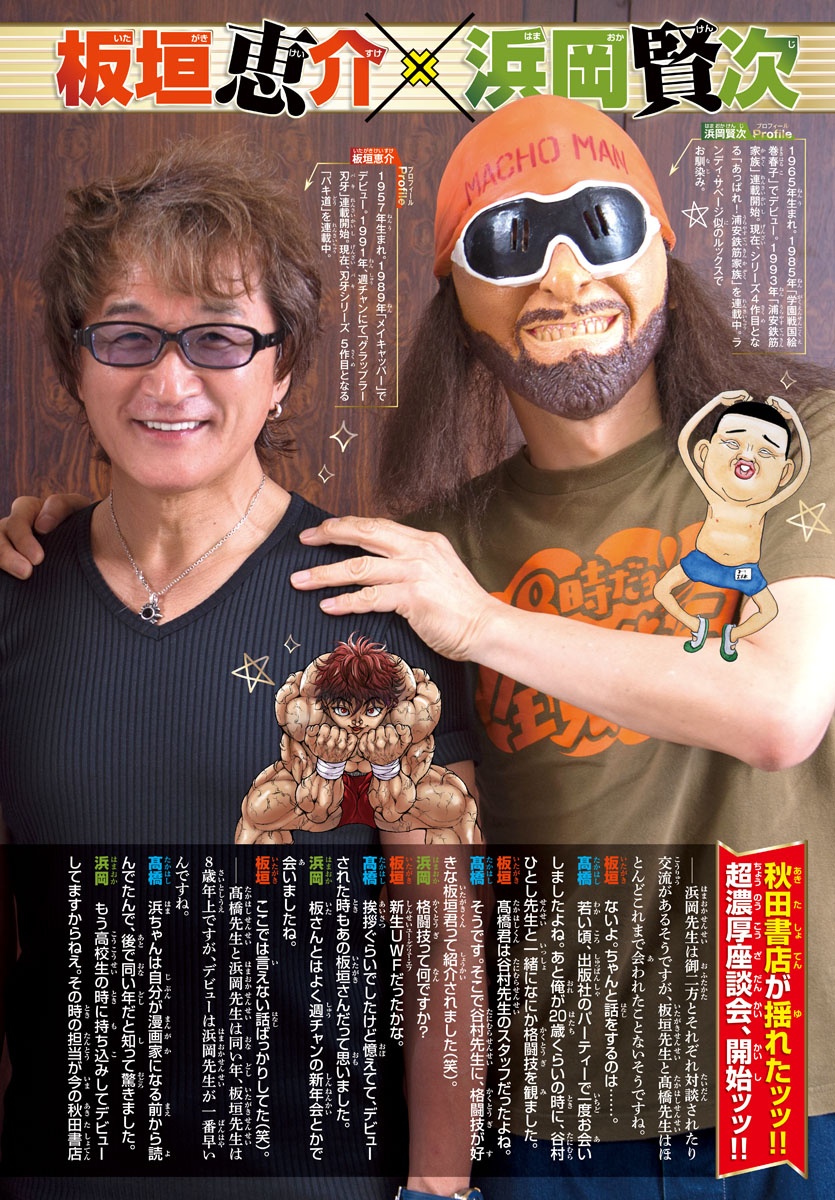 板垣恵介×浜岡賢次
浜岡賢次 プロフィール Profile
1965年生まれ。1985年「学園戦国絵
巻春子」でデビュー。1993年「浦安鉄筋
家族」連載開始。現在、シリーズ4作目とな
る「あっぱれ!浦安鉄筋家族」を連載中。ラ
ンディ・サベージ似のルックスで
お馴染み。
板垣恵介 プロフィール Profile
1957年生まれ。1989年「メイキャッパー」で
デビュー。1991年、週チャンにて「グラップラー
刃牙」連載開始。現在、刃牙シリーズ 5作目となる
「バキ道」を連載中。
MACHO MAN
8時だョ!
秋田書店が揺れたッッ!!
超濃厚座談会、開始ッッ!!
――浜岡先生は御二方とそれぞれ対談されたり
交流があるそうですが、板垣先生と髙橋先生はほ
とんどこれまで会われたことないそうですね。
板垣 ないよ。ちゃんと話をするのは……。
髙橋 若い頃、出版社のパーティーで一度お会い
しましたよね。あと俺が20歳くらいの時に、谷村
ひとし先生と一緒になにか格闘技を観ました。
板垣 髙橋君は谷村先生のスタッフだったよね。
髙橋 そうです。そこで谷村先生に、格闘技が好
きな板垣君って紹介されました(笑)。
浜岡 格闘技って何ですか?
板垣 新生UWFだったかな。
髙橋 挨拶ぐらいでしたけど憶えてて、デビュー
された時もあの板垣さんだって思いました。
浜岡 板さんとはよく週チャンの新年会とかで
会いましたね。
板垣 ここでは言えない話ばっかりしてた(笑)。
――髙橋先生と浜岡先生は同い年、板垣先生は
8歳年上ですが、デビューは浜岡先生が一番早い
んですね。
髙橋 浜ちゃんは自分が漫画家になる前から読
んでたんで、後で同い年だと知って驚きました。
浜岡 もう高校生の時に持ち込みしてデビュー
してますからねえ。その時の担当が今の秋田書店